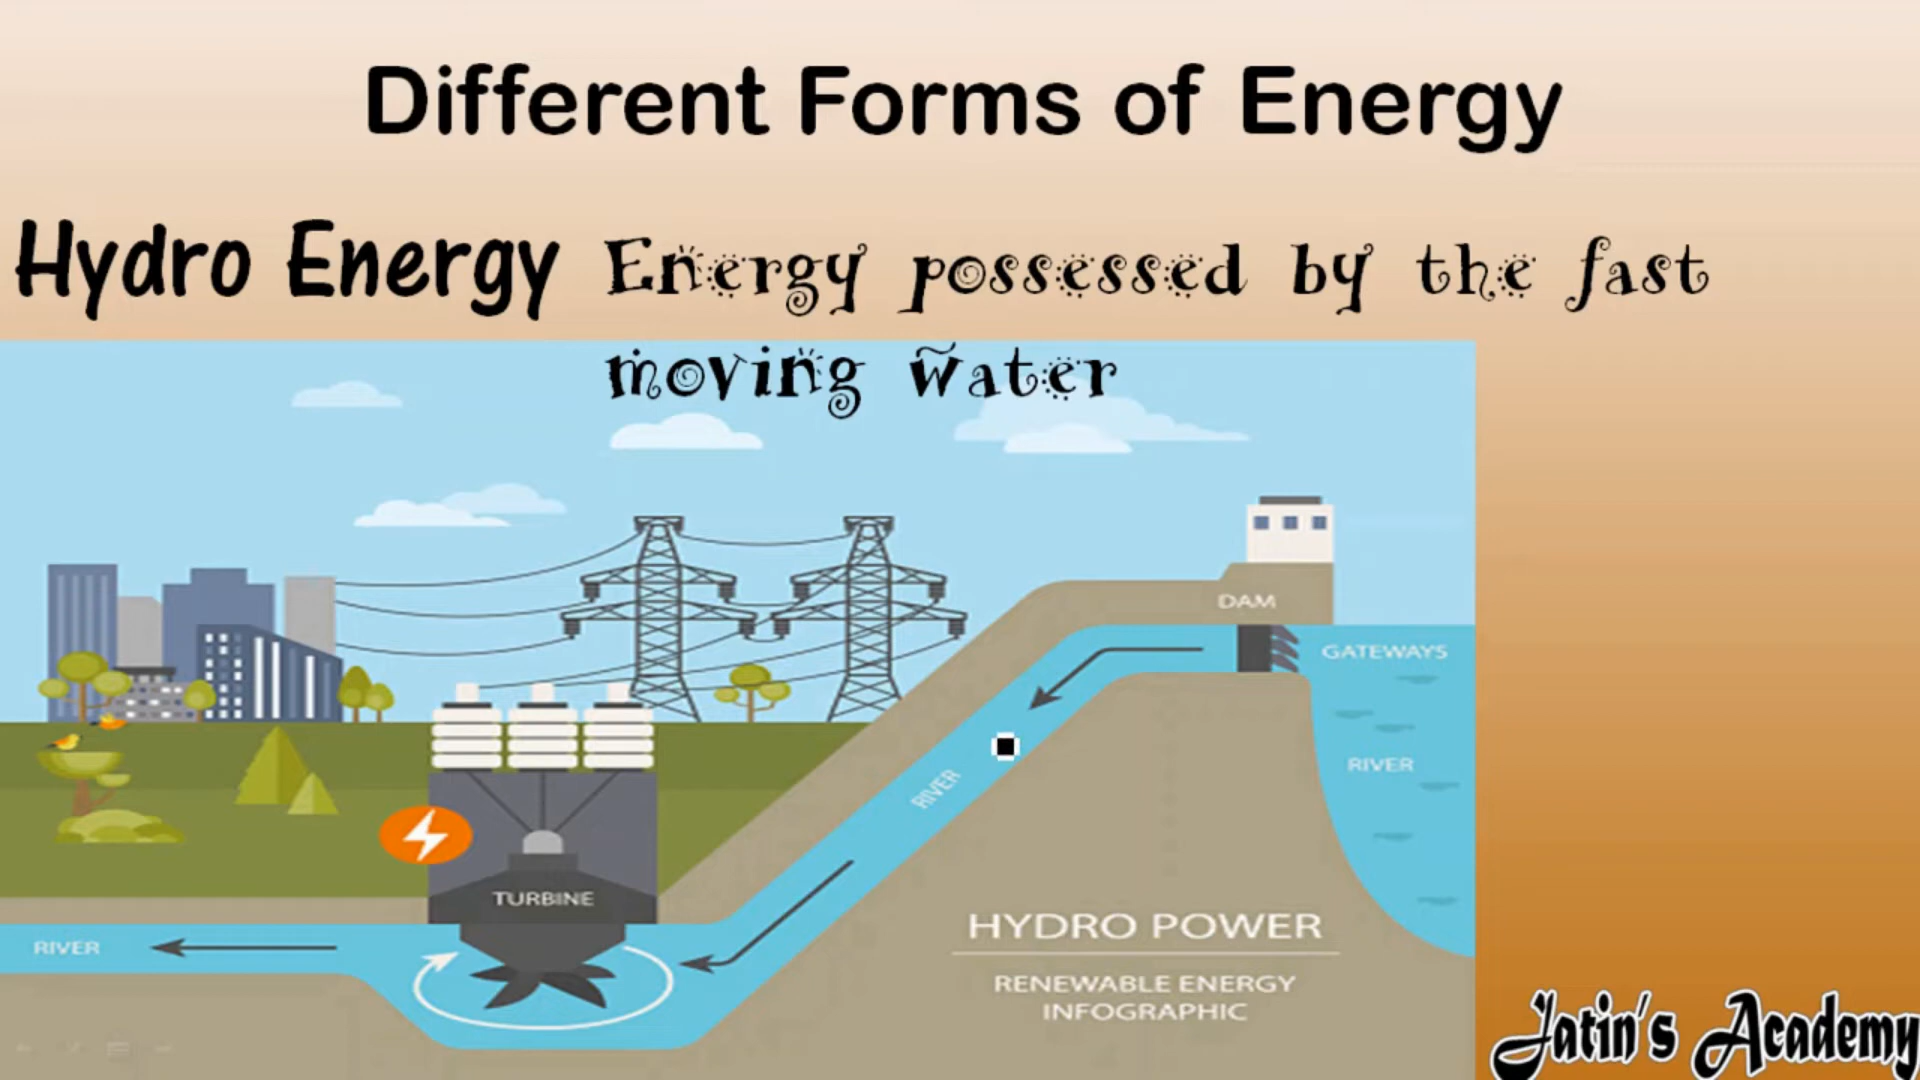 Different Forms of Energy
Hydro Energy Energy possessed by the fast
moving water
DAM
GATEWAYS
RIVER
RIVER
TURBINE
RIVER
HYDRO POWER
RENEWABLE ENERGY
INFOGRAPHIC
Jatin's Academy